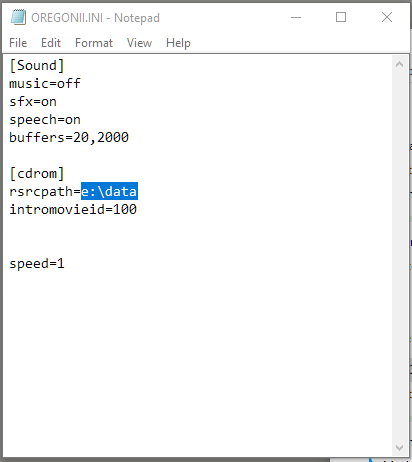 OREGONII.INI - Notepad
File Edit Format View Help
[Sound]
music=off
sfx=on
speech=on
buffers=20,2000
[cdrom]
rsrcpath=e:\data
intromovieid=100
speed=1